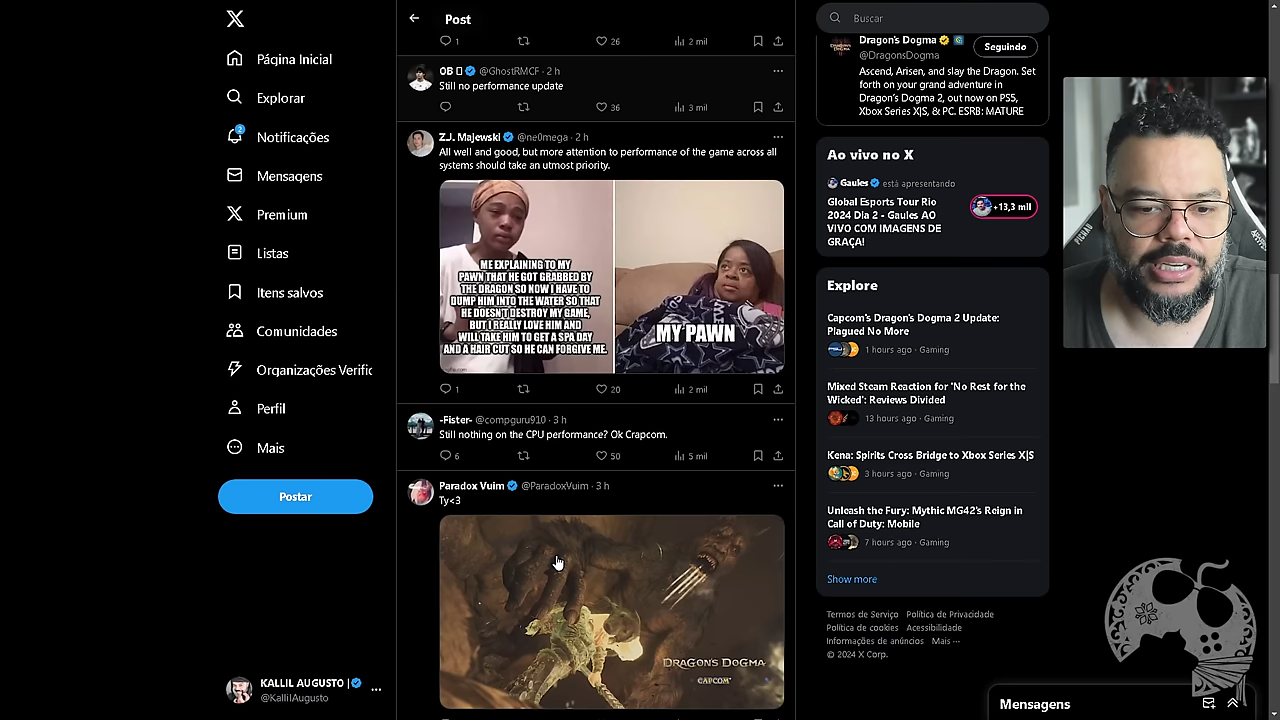 Post
Buscar
Página Inicial
Explorar
2
Notificações
Mensagens
Premium
Listas
Itens salvos
Comunidades
Organizações Verific
Perfil
Mais
Postar
KALLIL AUGUSTO |
@KallilAugusto
1
26
2 mil
OB @GhostRMCF · 2 h
Still no performance update
36
3 mil
Z.J. Majewski @ne0mega · 2 h
All well and good, but more attention to performance of the game across all
systems should take an utmost priority.
ME EXPLAINING TO MY
PAWN THAT HE GOT GRABBED BY
THE DRAGON SO NOW I HAVE TO
DUMP HIM INTO THE WATER SO THAT
HE DOESN'T DESTROY MY GAME,
BUT I REALLY LOVE HIM AND
WILL TAKE HIM TO GET A SPA DAY
AND A HAIR CUT SO HE CAN FORGIVE ME.
MY PAWN
1
20
2 mil
-Fister- @compguru910 · 3 h
Still nothing on the CPU performance? Ok Crapcom.
6
50
5 mil
Paradox Vuim @ParadoxVuim · 3 h
Ty<3
DRAGONS DOGMA
CAPCOM
Dragon's Dogma
@DragonsDogma
Seguindo
Ascend, Arisen, and slay the Dragon. Set
forth on your grand adventure in
Dragon's Dogma 2, out now on PS5,
Xbox Series X|S, & PC. ESRB: MATURE
Ao vivo no X
Gaules está apresentando
Global Esports Tour Rio
2024 Dia 2 - Gaules AO
VIVO COM IMAGENS DE
GRAÇA!
+13,3 mil
Explore
Capcom's Dragon's Dogma 2 Update:
Plagued No More
1 hours ago · Gaming
Mixed Steam Reaction for 'No Rest for the
Wicked': Reviews Divided
13 hours ago · Gaming
Kena: Spirits Cross Bridge to Xbox Series X|S
3 hours ago · Gaming
Unleash the Fury: Mythic MG42's Reign in
Call of Duty: Mobile
7 hours ago · Gaming
Show more
Termos de Serviço Política de Privacidade
Política de cookies Acessibilidade
Informações de anúncios Mais ···
© 2024 X Corp.
Mensagens
PICHAU